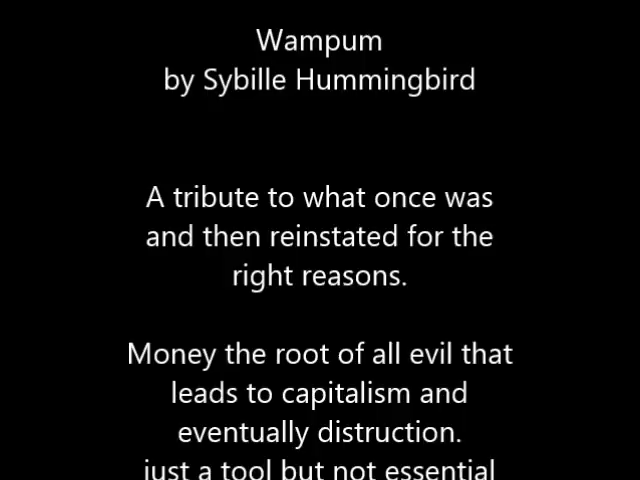 Wampum
by Sybille Hummingbird
A tribute to what once was
and then reinstated for the
right reasons.
Money the root of all evil that
leads to capitalism and
eventually distruction.
just a tool but not essential